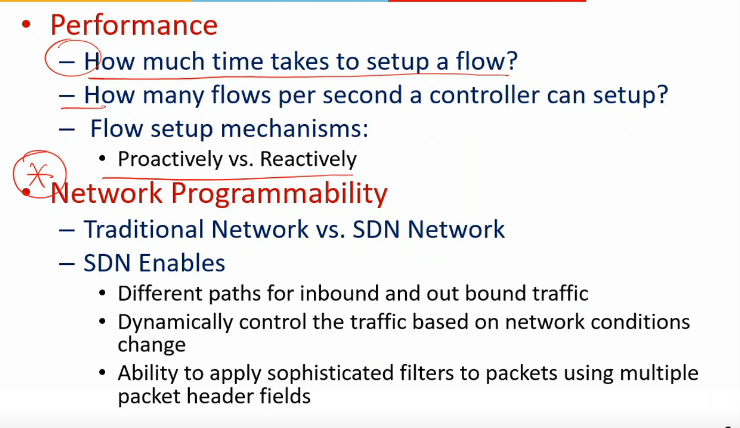 • Performance
– How much time takes to setup a flow?
– How many flows per second a controller can setup?
– Flow setup mechanisms:
• Proactively vs. Reactively
• Network Programmability
– Traditional Network vs. SDN Network
– SDN Enables
• Different paths for inbound and out bound traffic
• Dynamically control the traffic based on network conditions
change
• Ability to apply sophisticated filters to packets using multiple
packet header fields